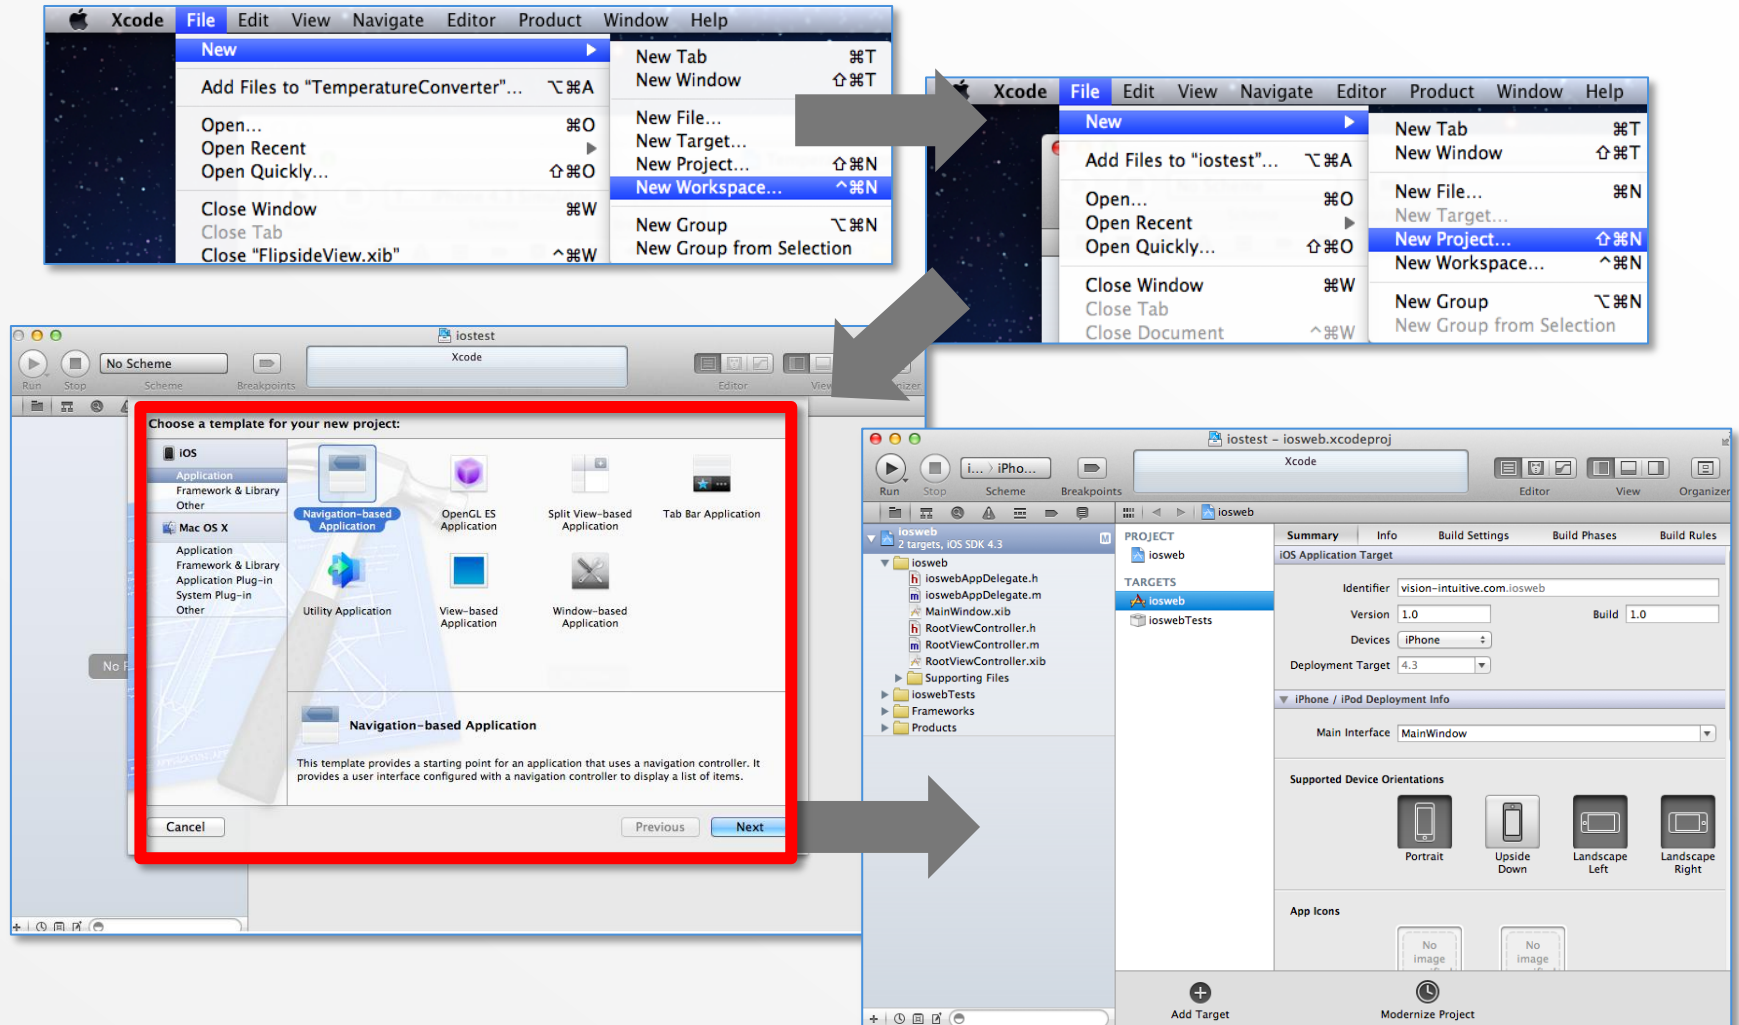 Xcode File Edit View Navigate Editor Product Window Help
New
Add Files to "TemperatureConverter"... ⌥⌘A
Open... ⌘O
Open Recent
Open Quickly... ⇧⌘O
Close Window ⌘W
Close Tab
Close "FlipsideView.xib" ^⌘W
New Tab ⌘T
New Window ⇧⌘T
New File...
New Target...
New Project... ⇧⌘N
New Workspace... ^⌘N
New Group ⌥⌘N
New Group from Selection
Xcode File Edit View Navigate Editor Product Window Help
New
Add Files to "iostest"... ⌥⌘A
Open... ⌘O
Open Recent
Open Quickly... ⇧⌘O
Close Window ⌘W
Close Tab
Close Document ^⌘W
New Tab ⌘T
New Window ⇧⌘T
New File... ⌘N
New Target...
New Project... ⇧⌘N
New Workspace... ^⌘N
New Group ⌥⌘N
New Group from Selection
iostest
No Scheme
Xcode
Run Stop Scheme Breakpoints Editor View
Choose a template for your new project:
iOS
Application
Framework & Library
Other
Mac OS X
Application
Framework & Library
Application Plug-in
System Plug-in
Other
Navigation-based
Application
OpenGL ES
Application
Split View-based
Application
Tab Bar Application
Utility Application
View-based
Application
Window-based
Application
Navigation-based Application
This template provides a starting point for an application that uses a navigation controller. It
provides a user interface configured with a navigation controller to display a list of items.
Cancel Previous Next
No
iostest – iosweb.xcodeproj
i... iPho...
Xcode
Run Stop Scheme Breakpoints Editor View Organizer
iosweb
iosweb
2 targets, iOS SDK 4.3
M
iosweb
ioswebAppDelegate.h
ioswebAppDelegate.m
MainWindow.xib
RootViewController.h
RootViewController.m
RootViewController.xib
Supporting Files
ioswebTests
Frameworks
Products
PROJECT
iosweb
TARGETS
iosweb
ioswebTests
Summary Info Build Settings Build Phases Build Rules
iOS Application Target
Identifier vision-intuitive.com.iosweb
Version 1.0 Build 1.0
Devices iPhone
Deployment Target 4.3
iPhone / iPod Deployment Info
Main Interface MainWindow
Supported Device Orientations
Portrait
Upside
Down
Landscape
Left
Landscape
Right
App Icons
No
image
No
image
Add Target
Modernize Project